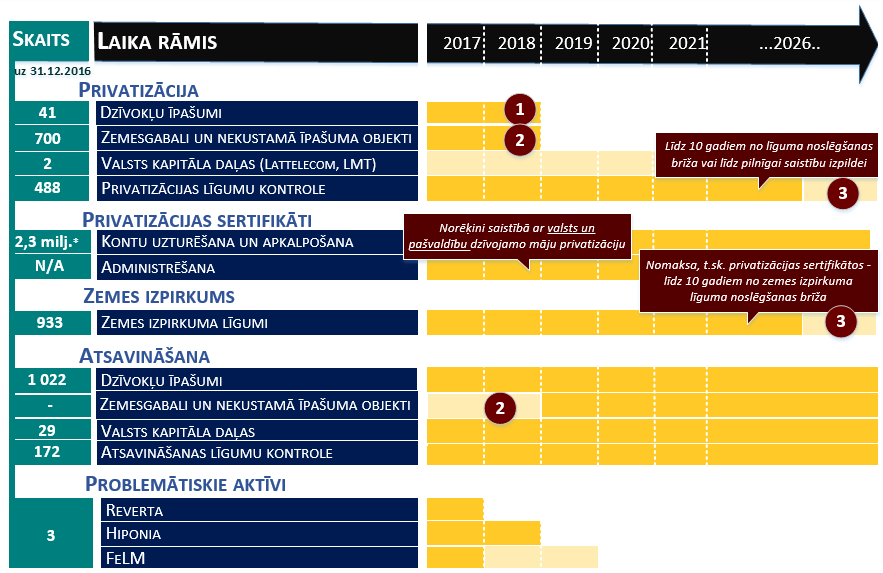 SKAITS LAIKA RĀMIS 2017 2018 2019 2020 2021 ...2026..
uz 31.12.2016
PRIVATIZĀCIJA
41 DZĪVOKĻU ĪPAŠUMI 1
700 ZEMESGABALI UN NEKUSTAMĀ ĪPAŠUMA OBJEKTI 2
2 VALSTS KAPITĀLA DAĻAS (LATTELECOM, LMT)
Līdz 10 gadiem no līguma noslēgšanas
brīža vai līdz pilnīgai saistību izpildei
488 PRIVATIZĀCIJAS LĪGUMU KONTROLE 3
PRIVATIZĀCIJAS SERTIFIKĀTI
2,3 milj.* KONTU UZTURĒŠANA UN APKALPOŠANA
Norēķini saistībā ar valsts un
pašvaldību dzīvojamo māju privatizāciju
N/A ADMINISTRĒŠANA
Nomaksa, t.sk. privatizācijas sertifikātos -
līdz 10 gadiem no zemes izpirkuma
līguma noslēgšanas brīža
ZEMES IZPIRKUMS
933 ZEMES IZPIRKUMA LĪGUMI 3
ATSAVINĀŠANA
1 022 DZĪVOKĻU ĪPAŠUMI
- ZEMESGABALI UN NEKUSTAMĀ ĪPAŠUMA OBJEKTI 2
29 VALSTS KAPITĀLA DAĻAS
172 ATSAVINĀŠANAS LĪGUMU KONTROLE
PROBLEMĀTISKIE AKTĪVI
REVERTA
3 HIPONIA
FELM